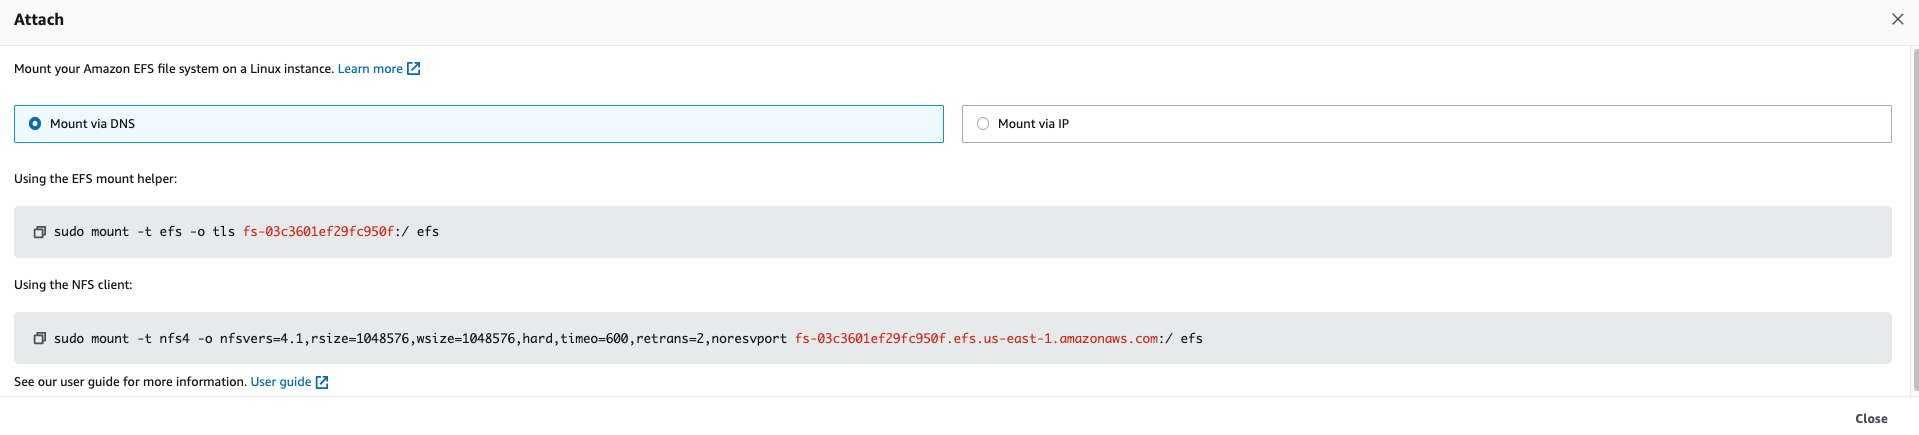 Attach
Mount your Amazon EFS file system on a Linux instance. Learn more
Mount via DNS
Mount via IP
Using the EFS mount helper:
sudo mount -t efs -o tls fs-03c3601ef29fc950f:/ efs
Using the NFS client:
sudo mount -t nfs4 -o nfsvers=4.1,rsize=1048576,wsize=1048576,hard,timeo=600,retrans=2,noresvport fs-03c3601ef29fc950f.efs.us-east-1.amazonaws.com:/ efs
See our user guide for more information. User guide
Close